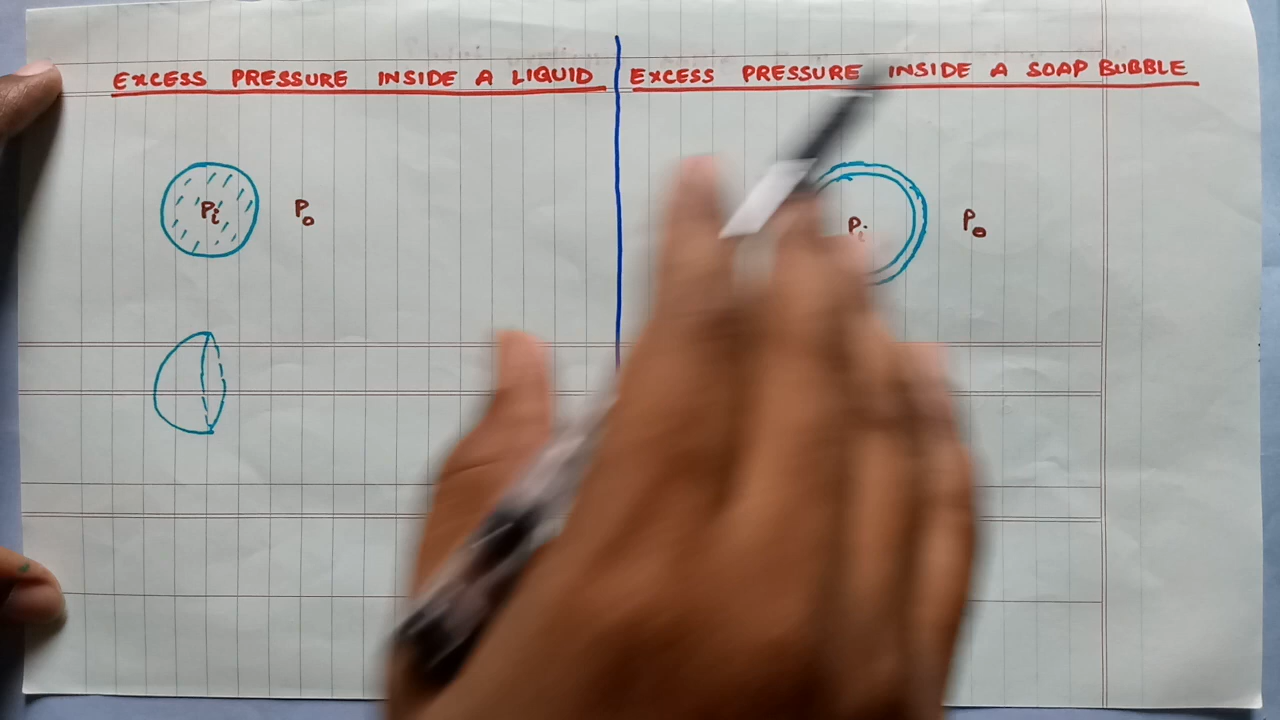 EXCESS PRESSURE INSIDE A LIQUID
Pi Po
EXCESS PRESSURE INSIDE A SOAP BUBBLE
Pi Po